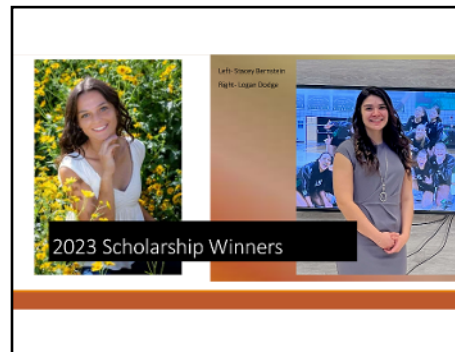 Left- Stacey Bernstein
Right- Logan Dodge
2023 Scholarship Winners